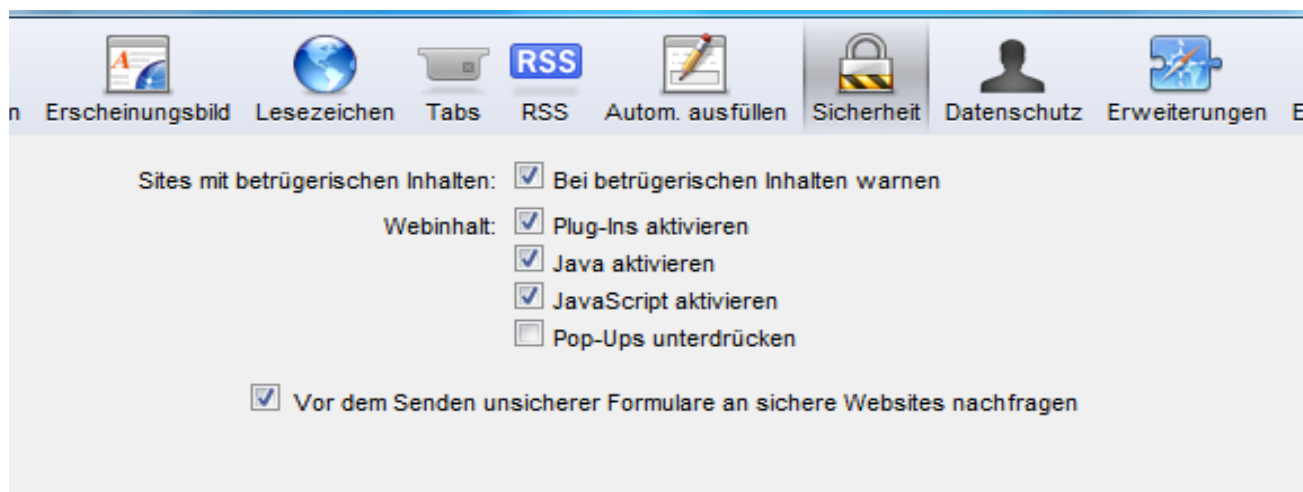 RSS
n Erscheinungsbild Lesezeichen Tabs RSS Autom. ausfüllen Sicherheit Datenschutz Erweiterungen E
Sites mit betrügerischen Inhalten: Bei betrügerischen Inhalten warnen
Webinhalt: Plug-Ins aktivieren
Java aktivieren
JavaScript aktivieren
Pop-Ups unterdrücken
Vor dem Senden unsicherer Formulare an sichere Websites nachfragen